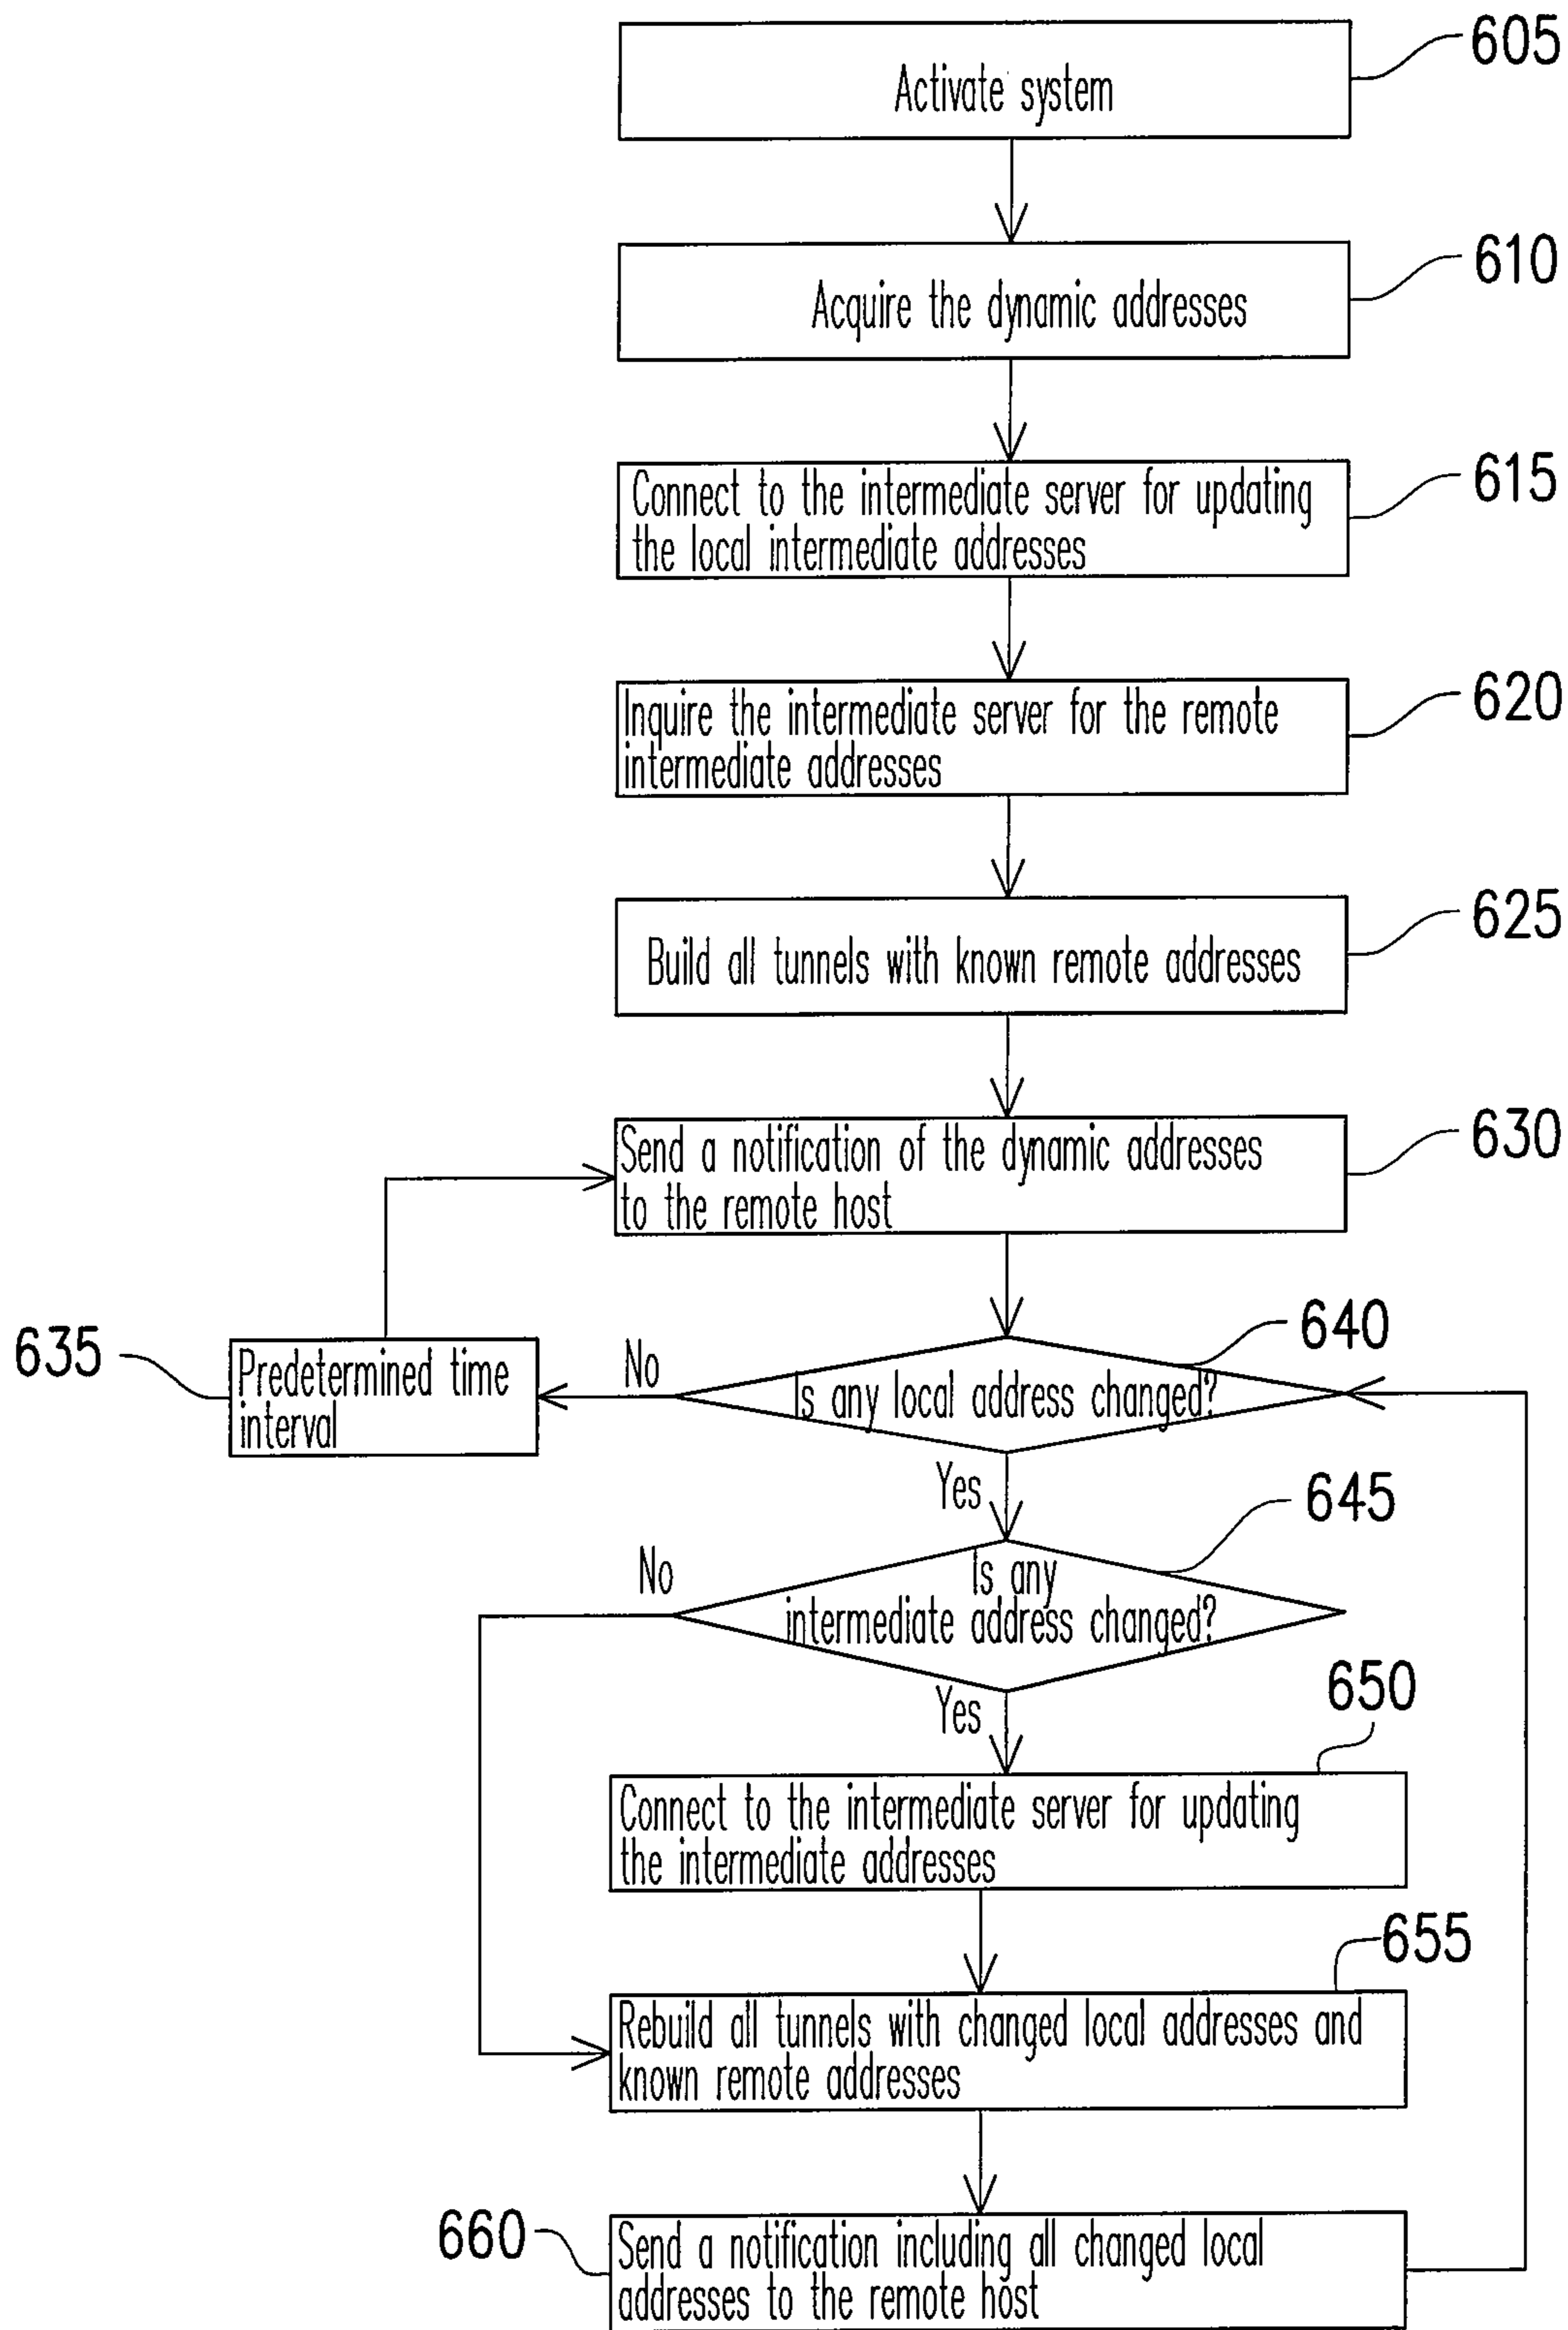 605
Activate system
610
Acquire the dynamic addresses
615
Connect to the intermediate server for updating
the local intermediate addresses
620
Inquire the intermediate server for the remote
intermediate addresses
625
Build all tunnels with known remote addresses
630
Send a notification of the dynamic addresses
to the remote host
635
Predetermined time
interval
No
640
Is any local address changed?
Yes
645
No
Is any
intermediate address changed?
Yes
650
Connect to the intermediate server for updating
the intermediate addresses
655
Rebuild all tunnels with changed local addresses and
known remote addresses
660
Send a notification including all changed local
addresses to the remote host